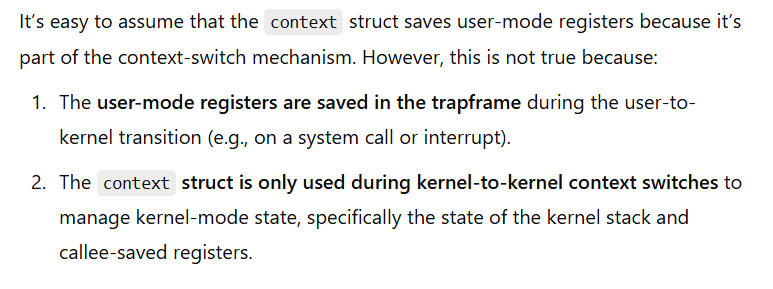 It's easy to assume that the context struct saves user-mode registers because it's
part of the context-switch mechanism. However, this is not true because:
1. The user-mode registers are saved in the trapframe during the user-to-
kernel transition (e.g., on a system call or interrupt).
2. The context struct is only used during kernel-to-kernel context switches to
manage kernel-mode state, specifically the state of the kernel stack and
callee-saved registers.